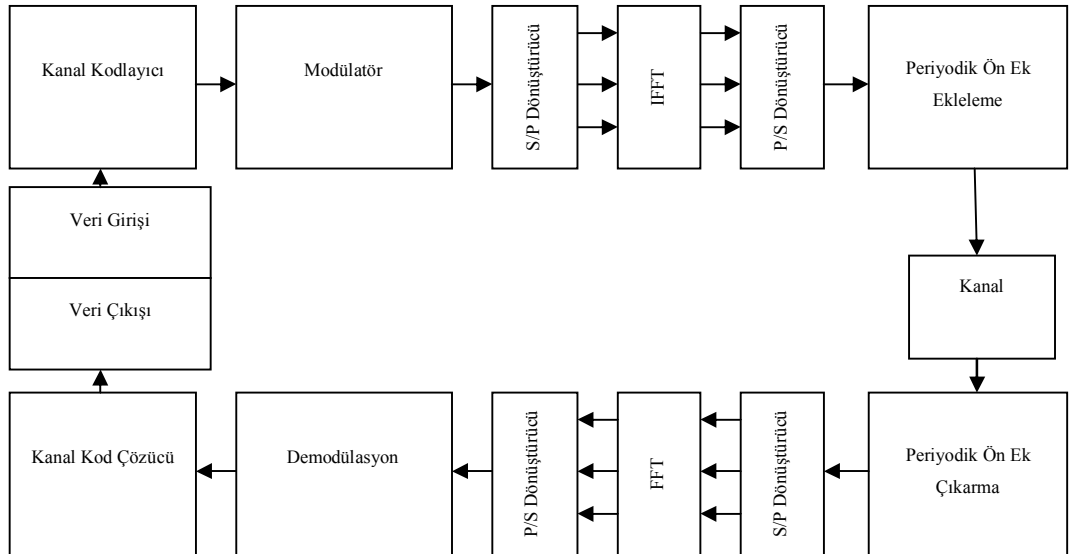 Kanal Kodlayıcı
Modülatör
S/P Dönüştürücü
IFFT
P/S Dönüştürücü
Periyodik Ön Ek
Ekleleme
Veri Girişi
Veri Çıkışı
Kanal
Kanal Kod Çözücü
Demodülasyon
P/S Dönüştürücü
FFT
S/P Dönüştürücü
Periyodik Ön Ek
Çıkarma